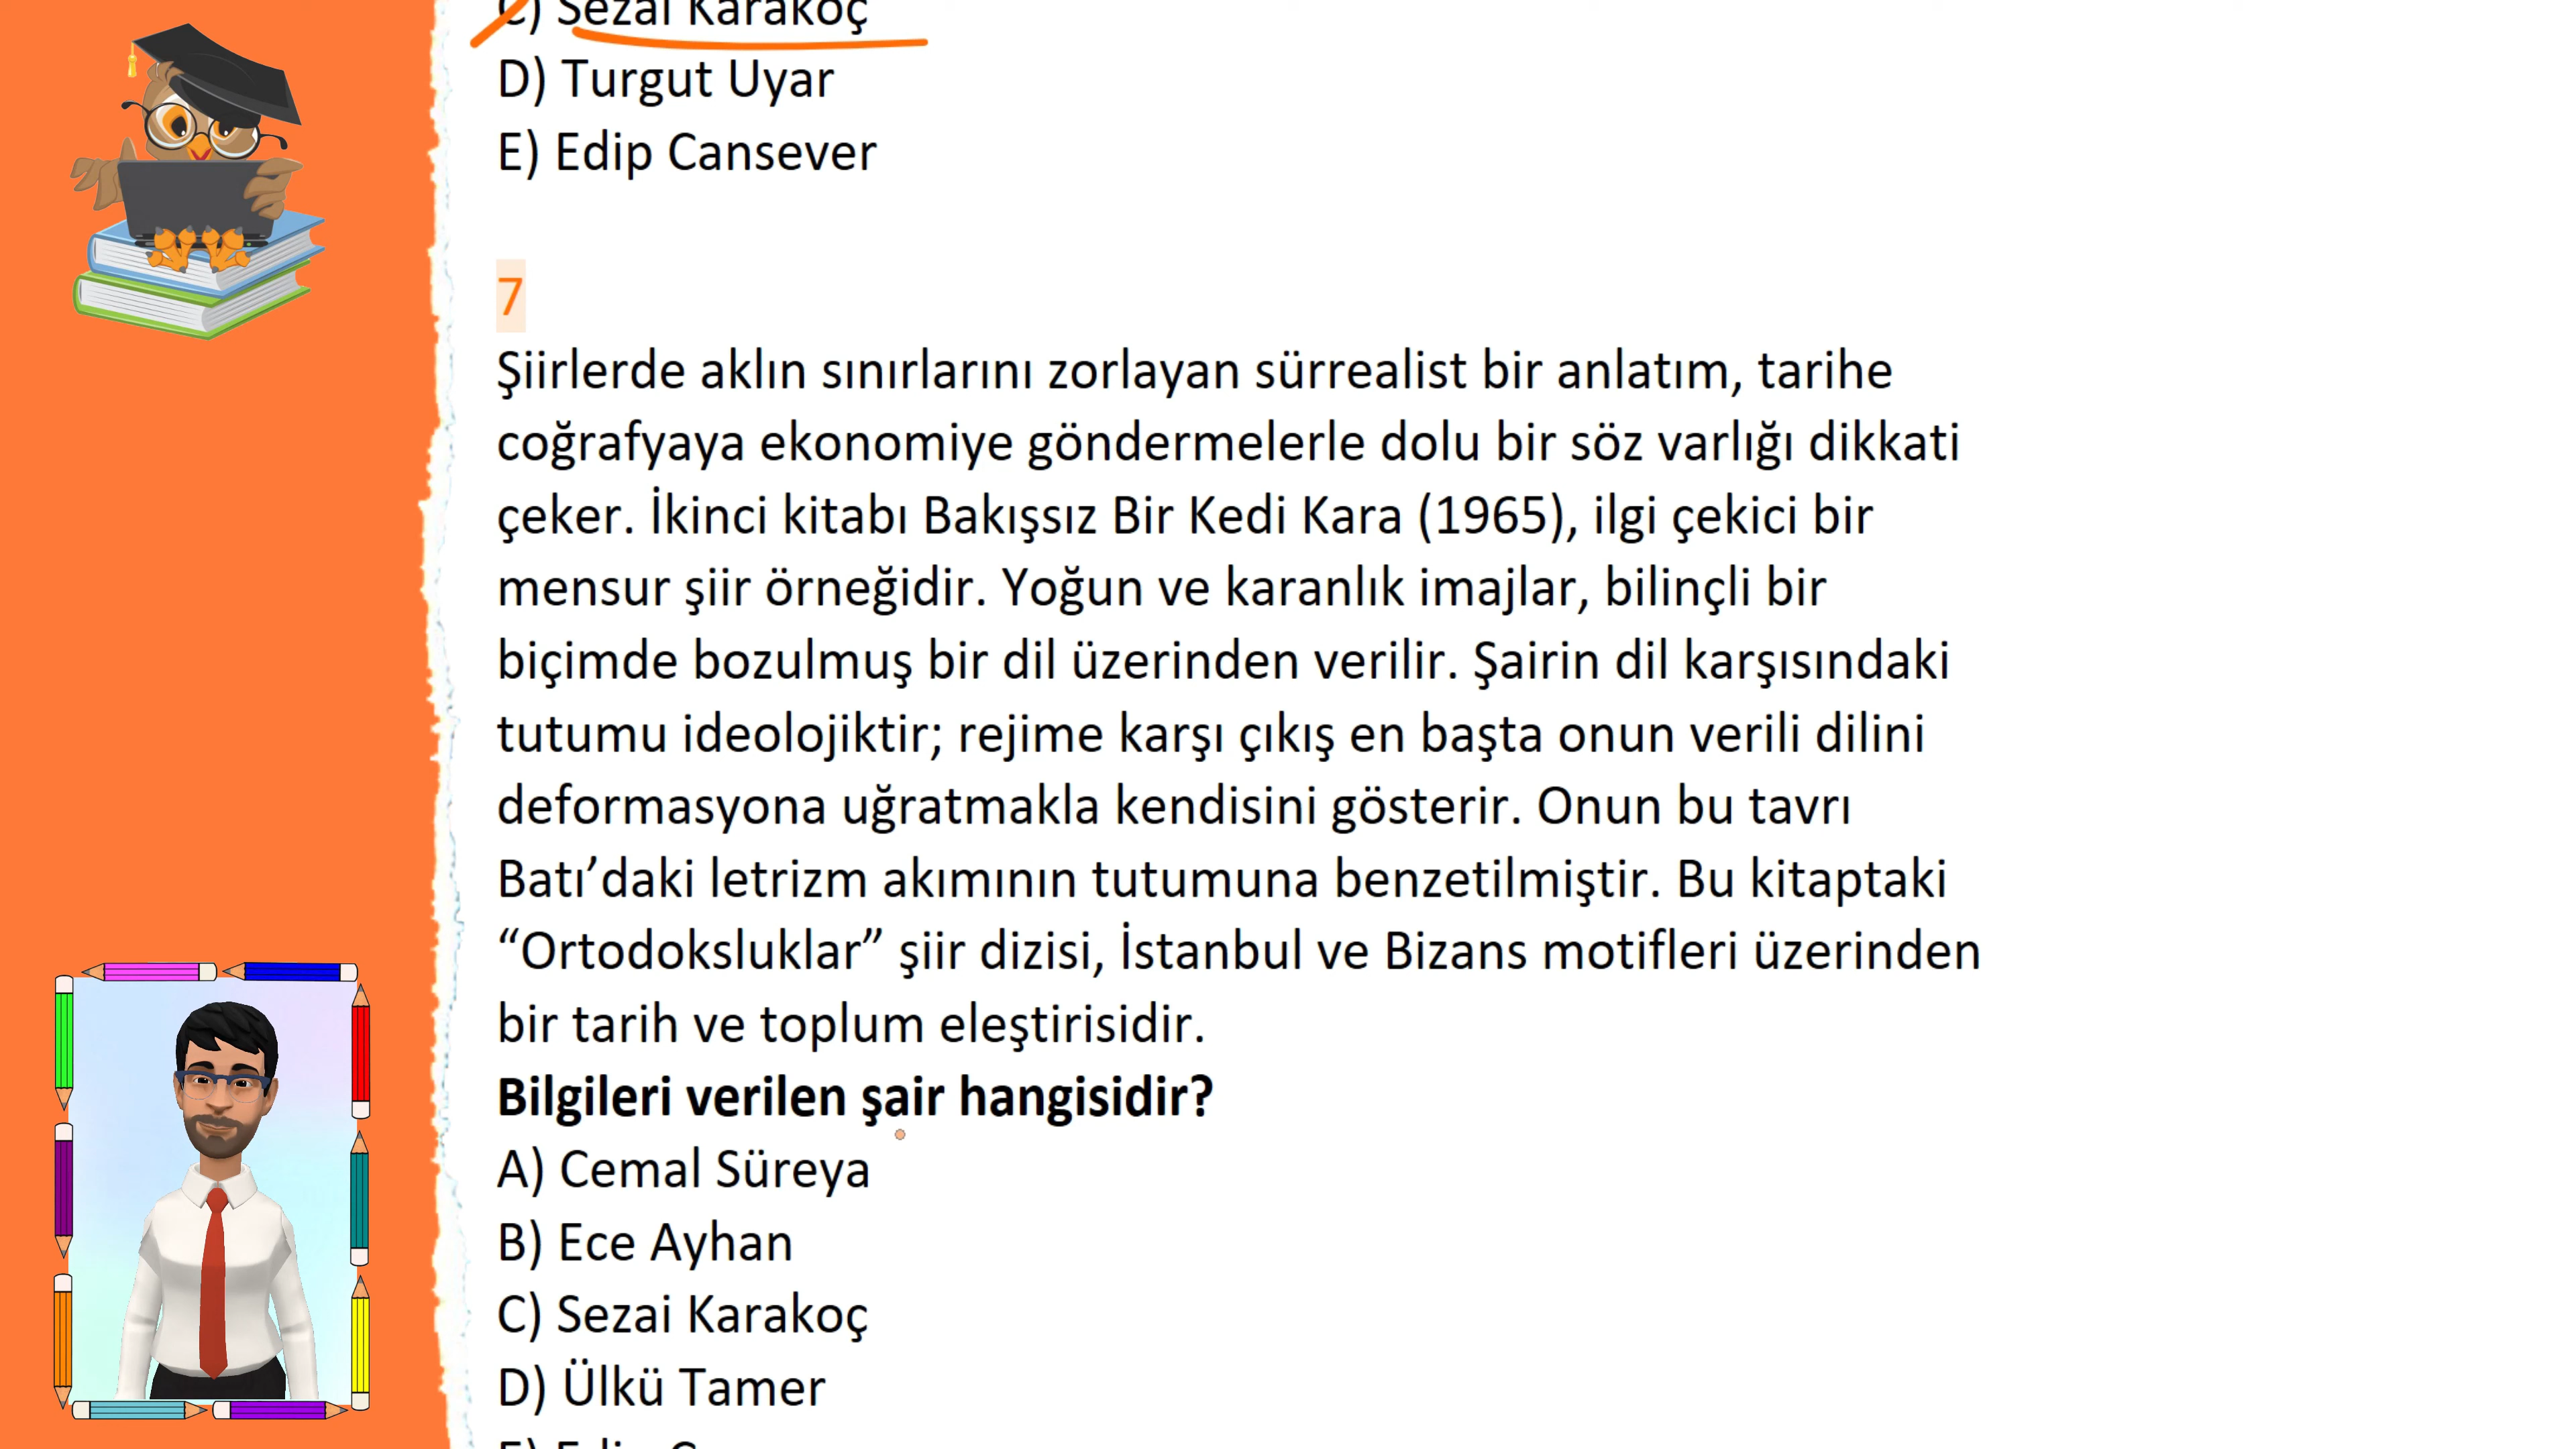 C) Sezai Karakoç
D) Turgut Uyar
E) Edip Cansever
7
Şiirlerde aklın sınırlarını zorlayan sürrealist bir anlatım, tarihe
coğrafyaya ekonomiye göndermelerle dolu bir söz varlığı dikkati
çeker. İkinci kitabı Bakışsız Bir Kedi Kara (1965), ilgi çekici bir
mensur şiir örneğidir. Yoğun ve karanlık imajlar, bilinçli bir
biçimde bozulmuş bir dil üzerinden verilir. Şairin dil karşısındaki
tutumu ideolojiktir; rejime karşı çıkış en başta onun verili dilini
deformasyona uğratmakla kendisini gösterir. Onun bu tavrı
Batı’daki letrizm akımının tutumuna benzetilmiştir. Bu kitaptaki
“Ortodoksluklar” şiir dizisi, İstanbul ve Bizans motifleri üzerinden
bir tarih ve toplum eleştirisidir.
Bilgileri verilen şair hangisidir?
A) Cemal Süreya
B) Ece Ayhan
C) Sezai Karakoç
D) Ülkü Tamer